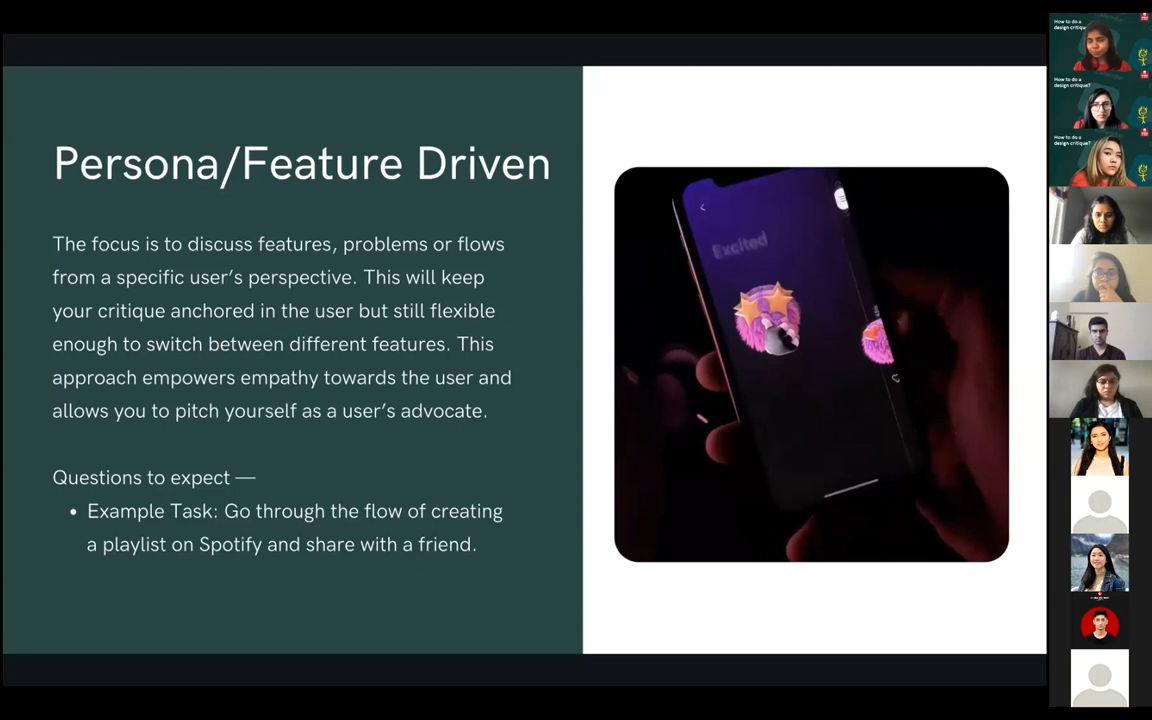 Persona/Feature Driven
The focus is to discuss features, problems or flows
from a specific user’s perspective. This will keep
your critique anchored in the user but still flexible
enough to switch between different features. This
approach empowers empathy towards the user and
allows you to pitch yourself as a user’s advocate.
Questions to expect —
• Example Task: Go through the flow of creating
a playlist on Spotify and share with a friend.
Excited
How to do a
design critique?
How to do a
design critique?
How to do a
design critique?